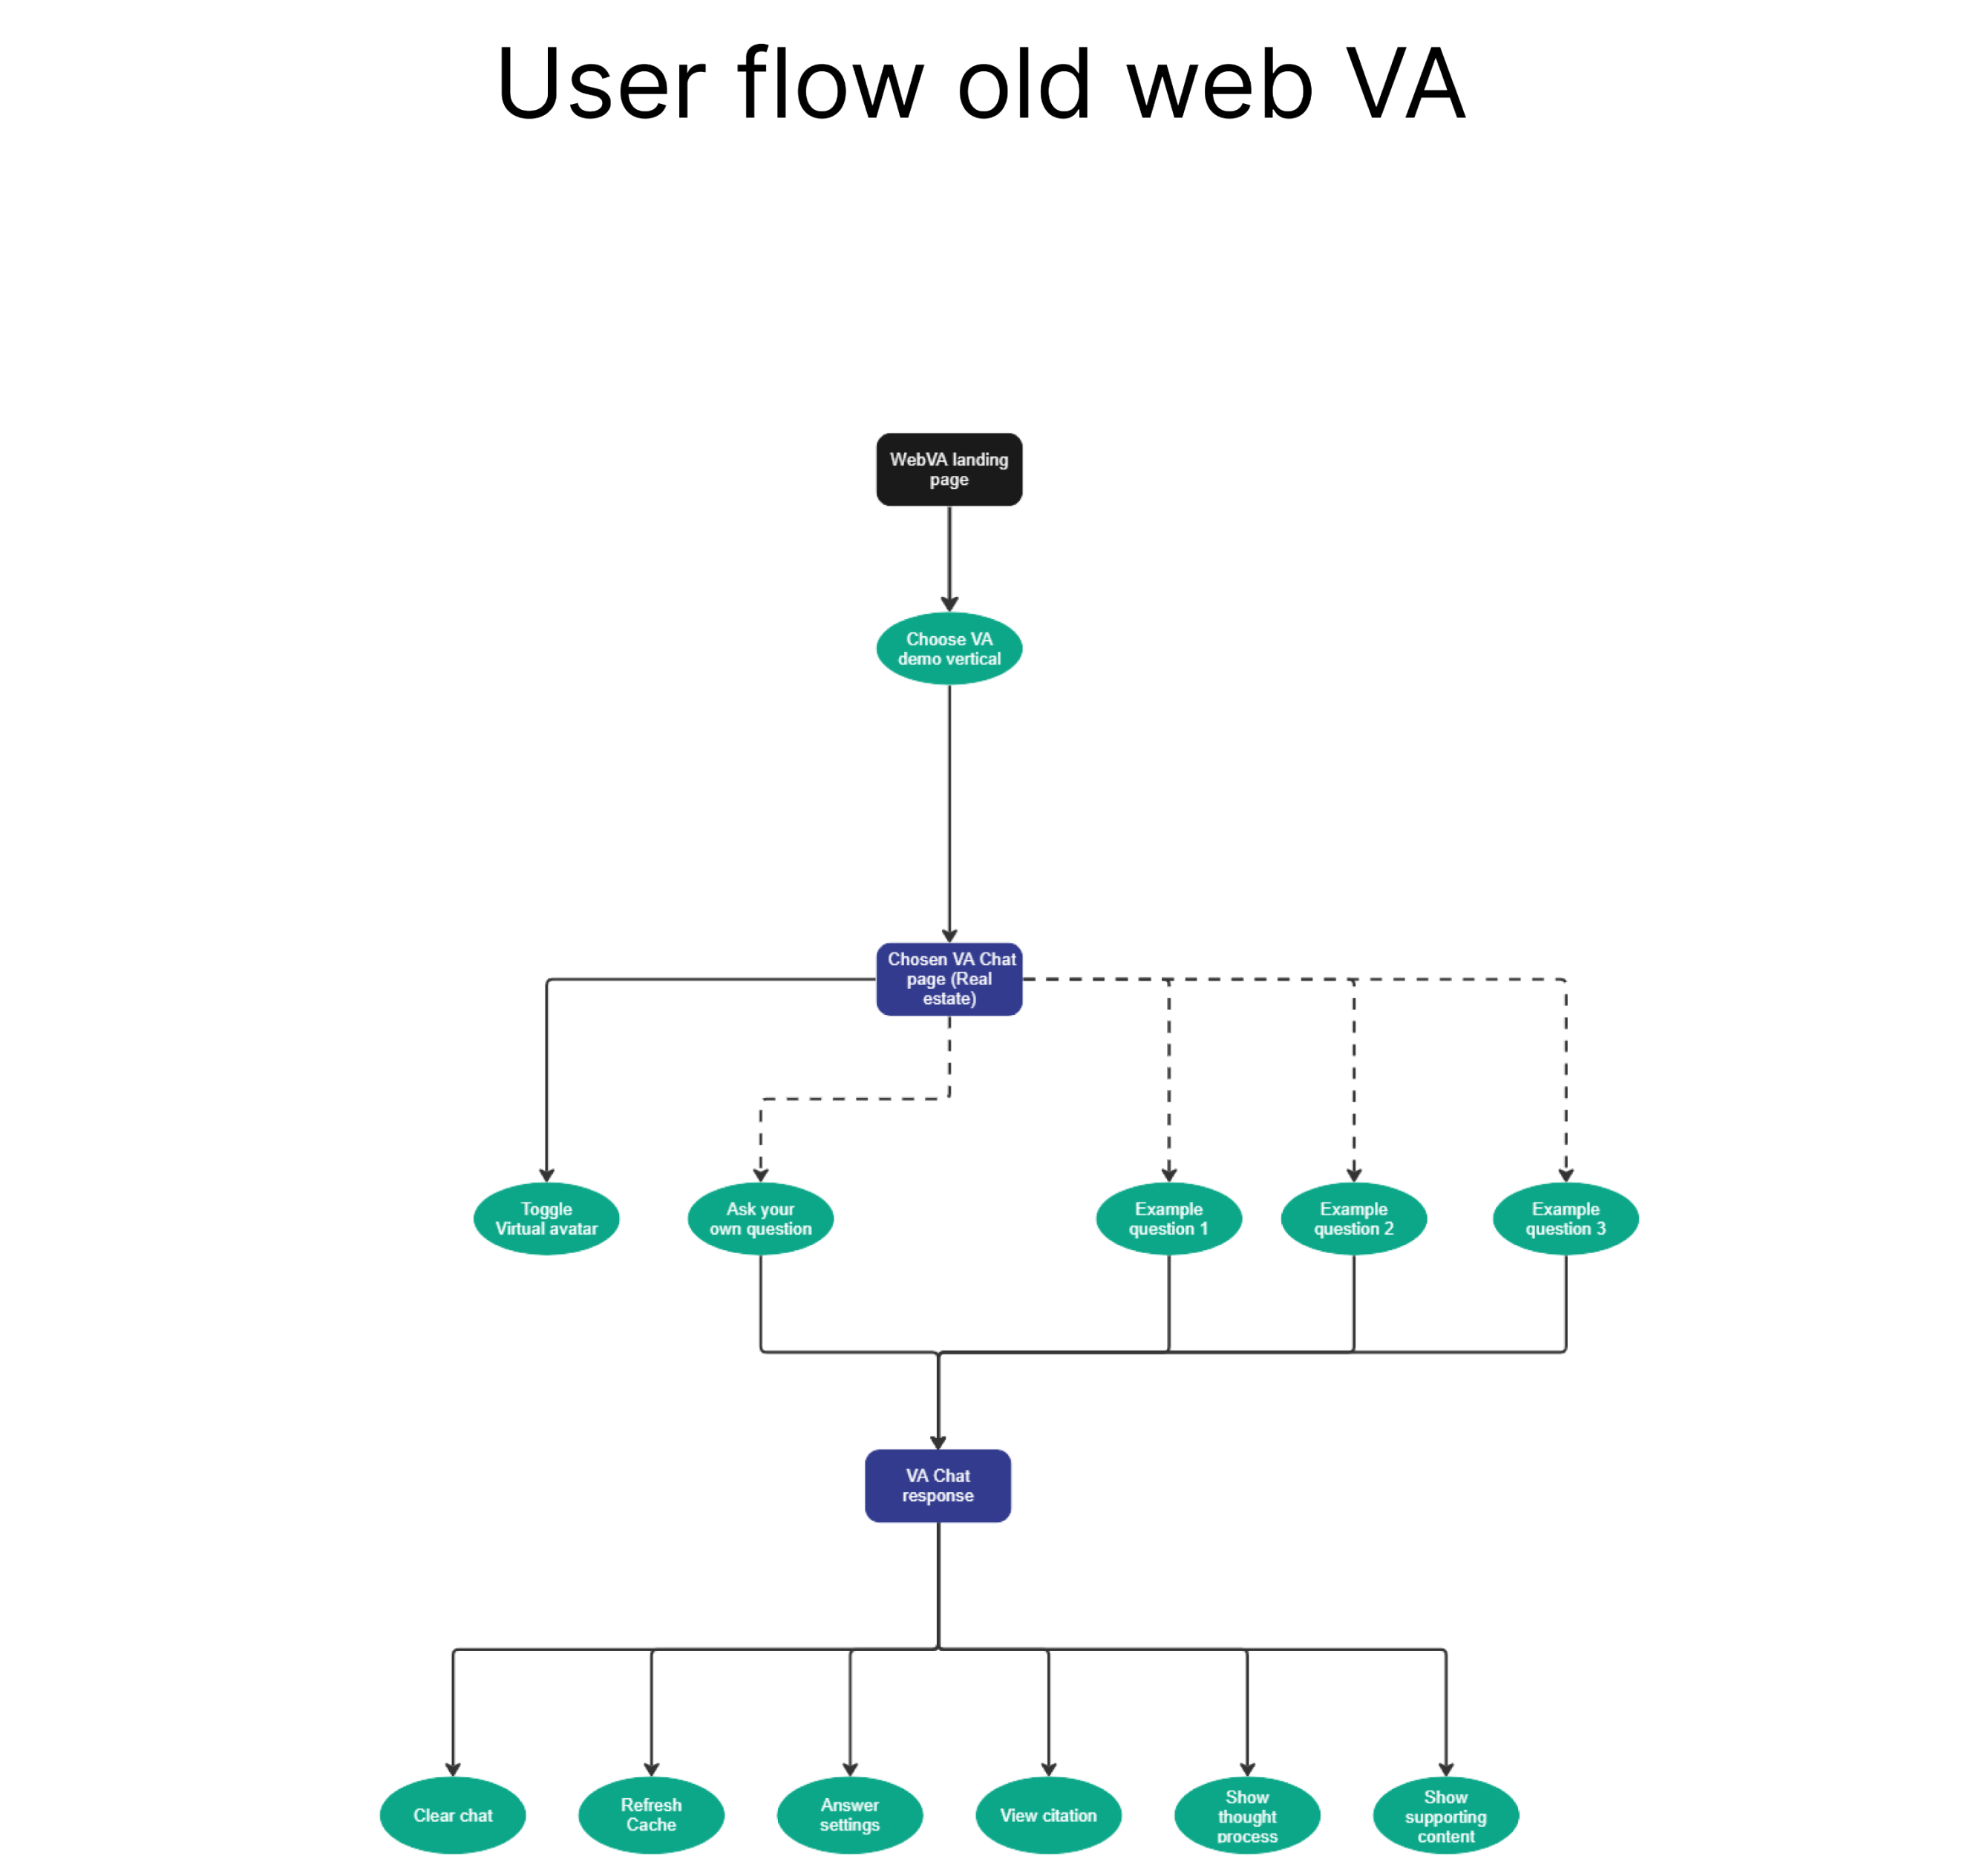 User flow old web VA
WebVA landing
page
Choose VA
demo vertical
Chosen VA Chat
page (Real
estate)
Toggle
Virtual avatar
Ask your
own question
Example
question 1
Example
question 2
Example
question 3
VA Chat
response
Clear chat
Refresh
Cache
Answer
settings
View citation
Show
thought
process
Show
supporting
content